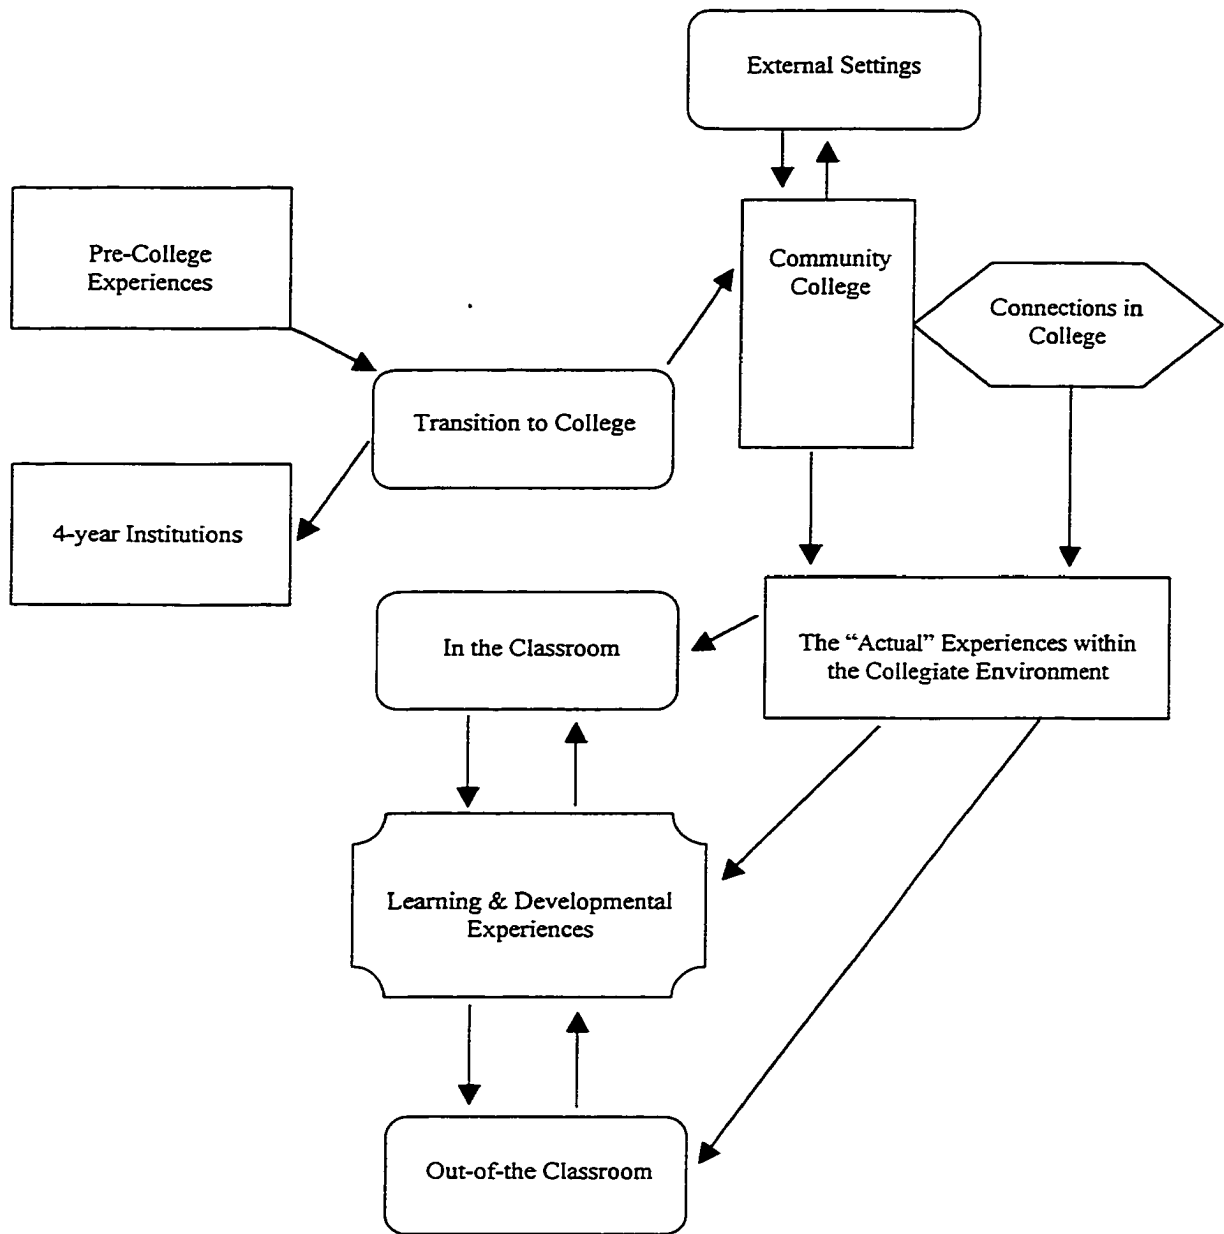 External Settings
Pre-College
Experiences
Community
College
Connections in
College
Transition to College
4-year Institutions
In the Classroom
The “Actual” Experiences within
the Collegiate Environment
Learning & Developmental
Experiences
Out-of-the Classroom